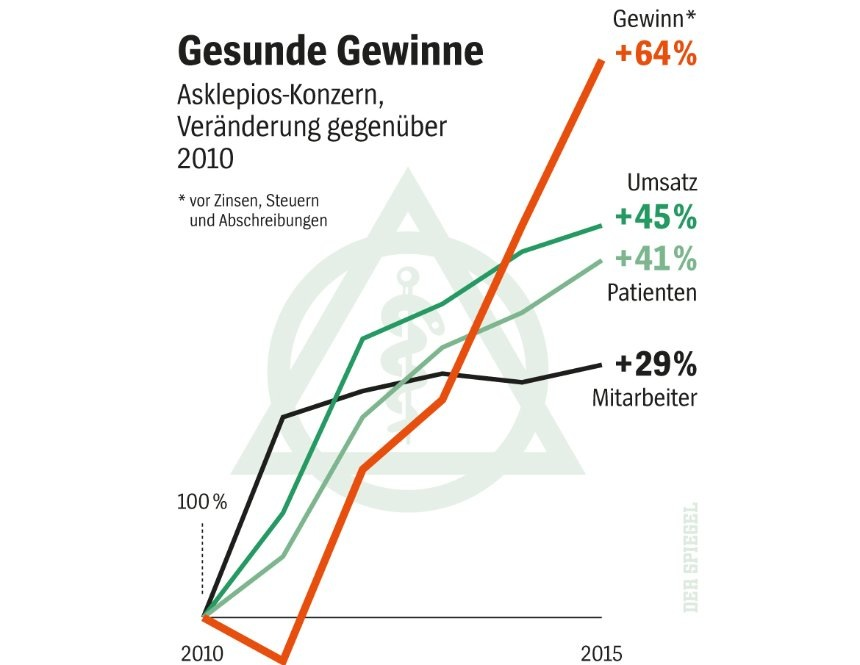 Gesunde Gewinne
Asklepios-Konzern,
Veränderung gegenüber
2010
* vor Zinsen, Steuern
und Abschreibungen
Gewinn*
+64%
Umsatz
+45%
+41%
Patienten
+29%
Mitarbeiter
100%
2010
2015
DER SPIEGEL